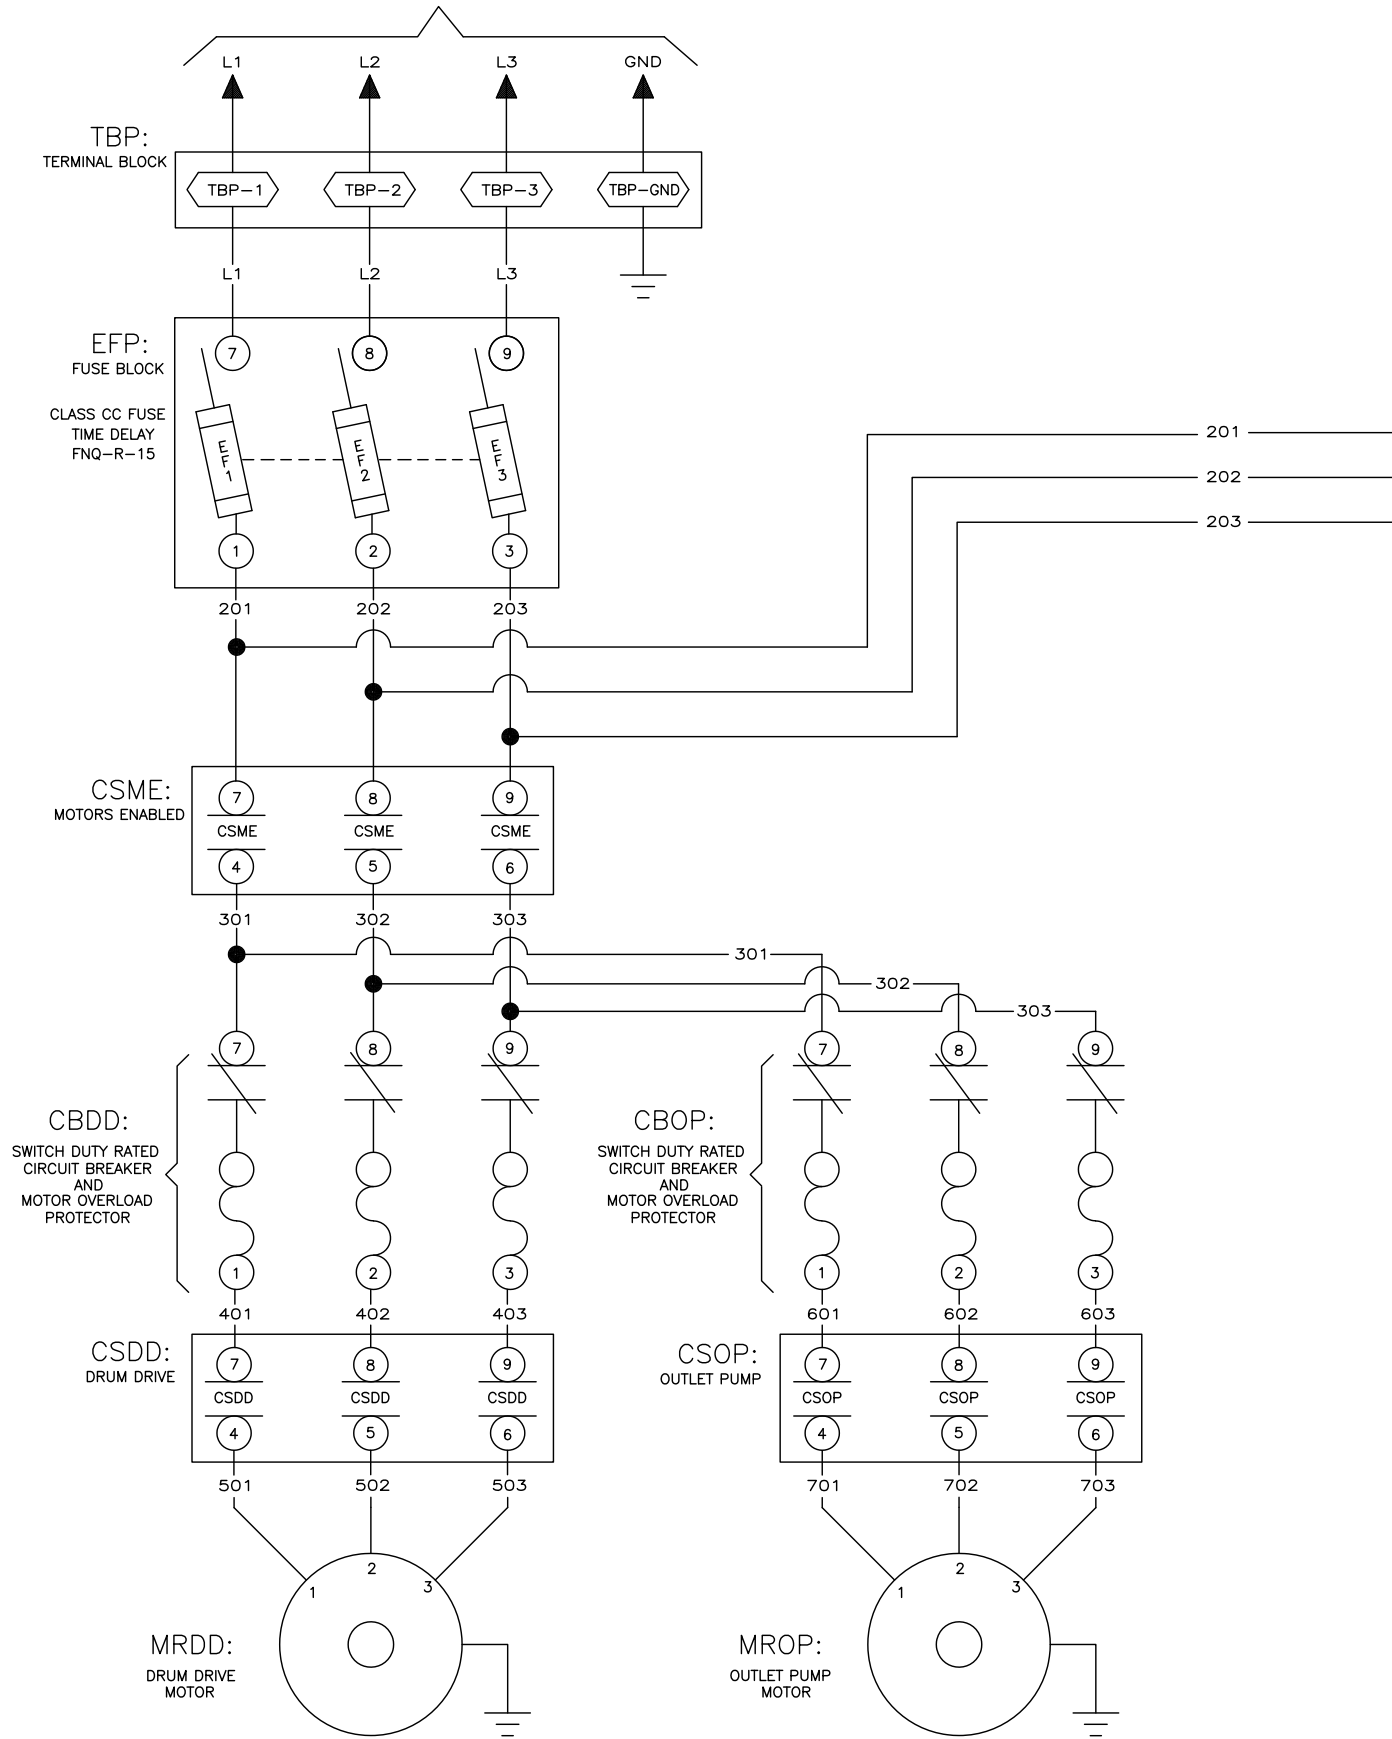 L1 L2 L3 GND
TBP:
TERMINAL BLOCK
TBP-1 TBP-2 TBP-3 TBP-GND
L1 L2 L3
EFP:
FUSE BLOCK
7 8 9
CLASS CC FUSE
TIME DELAY
FNQ-R-15
EF1 EF2 EF3
201
202
203
1 2 3
201 202 203
CSME:
MOTORS ENABLED
7 8 9
CSME CSME CSME
4 5 6
301 302 303
301
302
303
7 8 9 7 8 9
CBDD:
SWITCH DUTY RATED
CIRCUIT BREAKER
AND
MOTOR OVERLOAD
PROTECTOR
CBOP:
SWITCH DUTY RATED
CIRCUIT BREAKER
AND
MOTOR OVERLOAD
PROTECTOR
1 2 3 1 2 3
401 402 403 601 602 603
CSDD:
DRUM DRIVE
7 8 9
CSDD CSDD CSDD
4 5 6
CSOP:
OUTLET PUMP
7 8 9
CSOP CSOP CSOP
4 5 6
501 502 503 701 702 703
1 2 3 1 2 3
MRDD:
DRUM DRIVE
MOTOR
MROP:
OUTLET PUMP
MOTOR